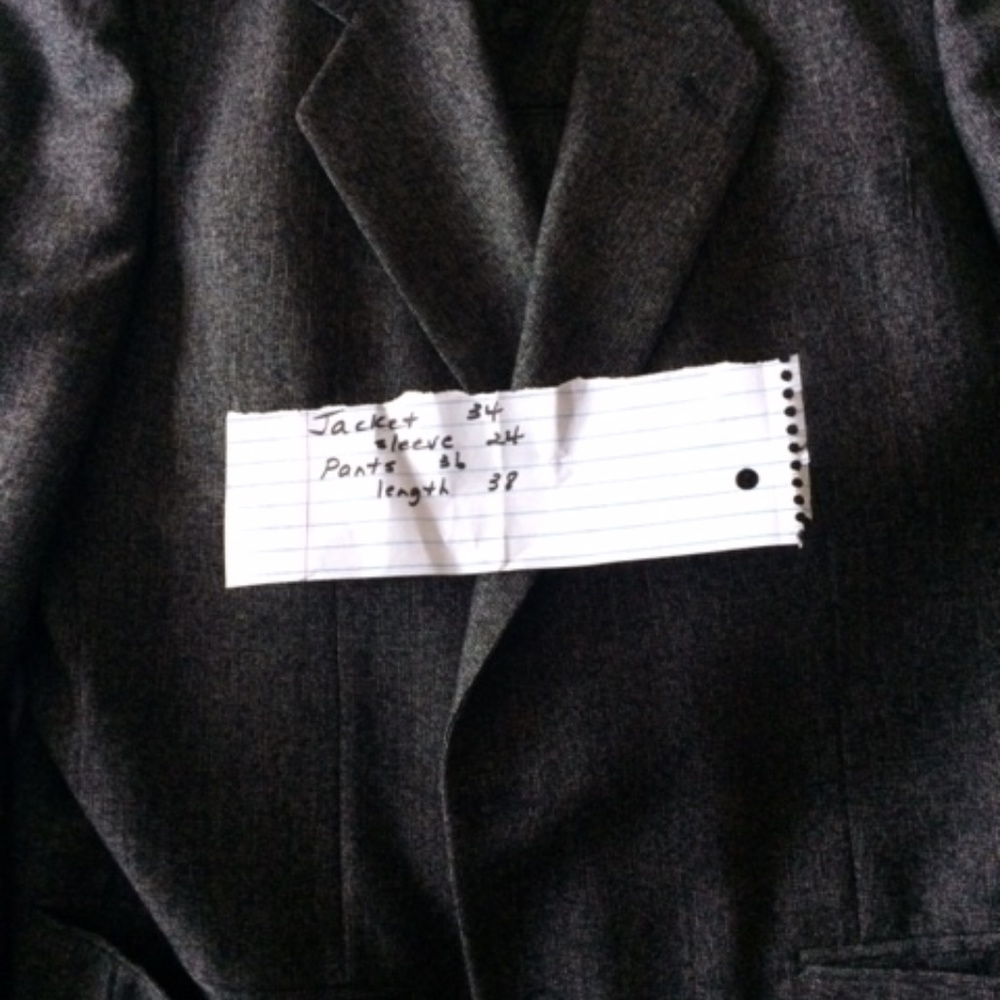 Jacket 34
sleeve 24
Pants 36
length 38